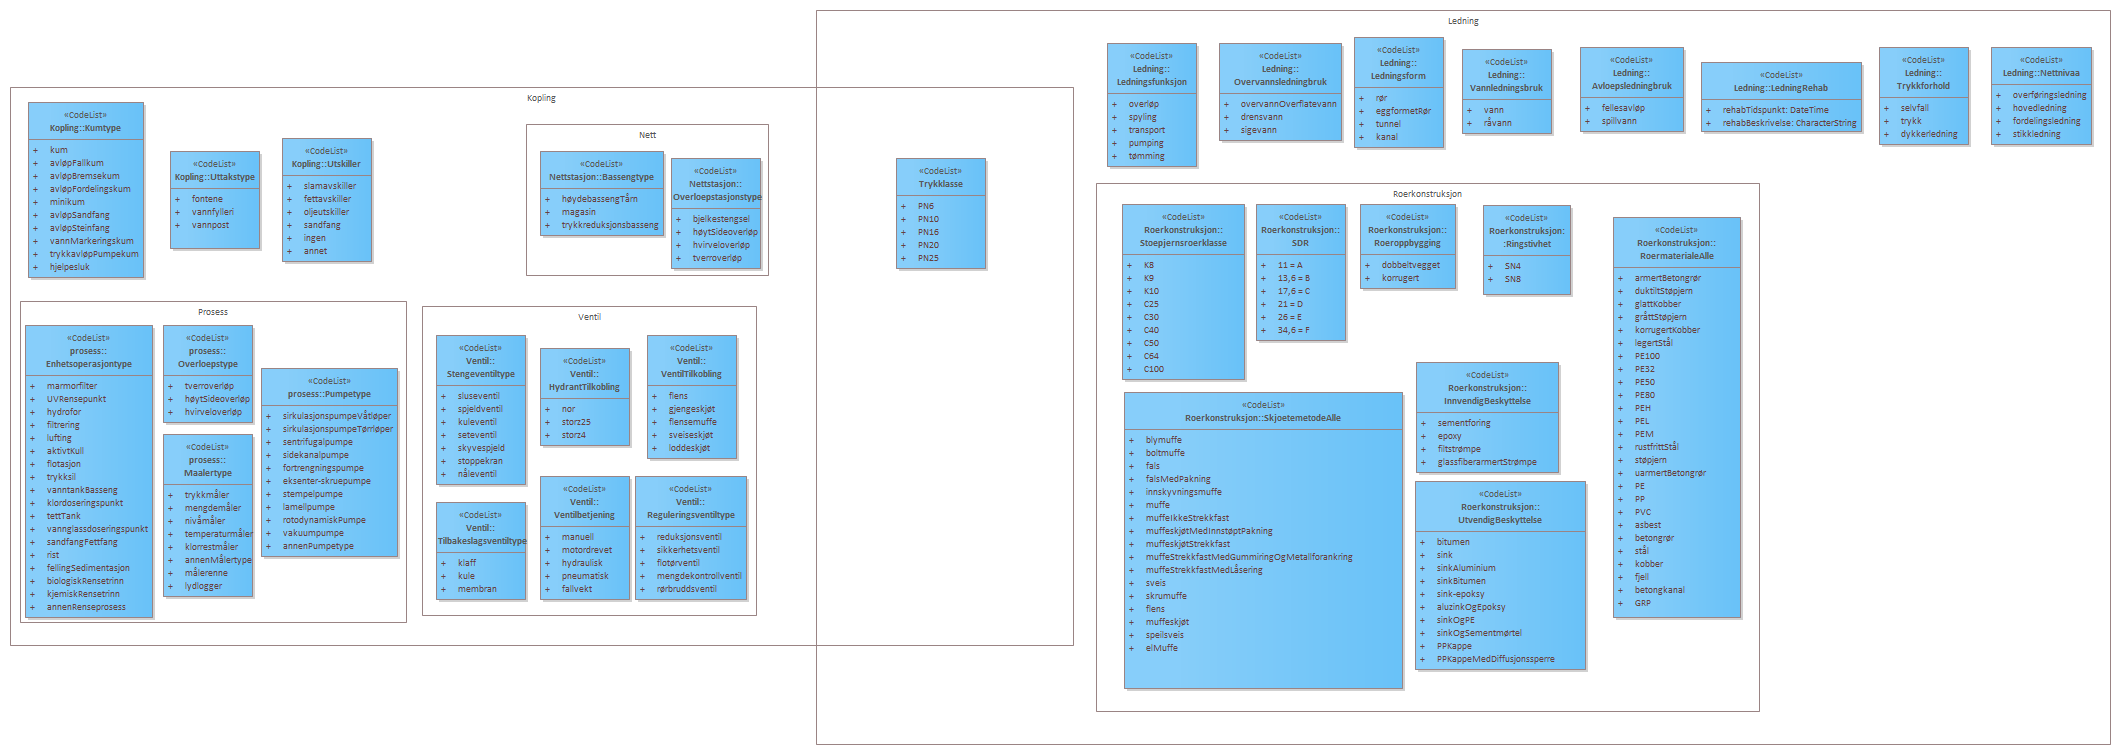 Ledning
«CodeList»
Ledning::
Ledningsfunksjon
+ overløp
+ spyling
+ transport
+ pumping
+ tømming
«CodeList»
Ledning::
Overvannsledningbruk
+ overvannOverflatevann
+ drensvann
+ sigevann
«CodeList»
Ledning::
Ledningsform
+ rør
+ eggformetRør
+ tunnel
+ kanal
«CodeList»
Ledning::
Vannledningsbruk
+ vann
+ råvann
«CodeList»
Ledning::
Avloepsledningbruk
+ fellesavløp
+ spillvann
«CodeList»
Ledning::LedningRehab
+ rehabTidspunkt: DateTime
+ rehabBeskrivelse: CharacterString
«CodeList»
Ledning::
Trykkforhold
+ selvfall
+ trykk
+ dykkerledning
«CodeList»
Ledning::Nettnivaa
+ overføringsledning
+ hovedledning
+ fordelingsledning
+ stikkledning
Kopling
«CodeList»
Kopling::Kumtype
+ kum
+ avløpFallkum
+ avløpBremsekum
+ avløpFordelingskum
+ minikum
+ avløpSandfang
+ avløpSteinfang
+ vannMarkeringskum
+ trykkavløpPumpekum
+ hjelpesluk
«CodeList»
Kopling::Uttakstype
+ fontene
+ vannfylleri
+ vannpost
«CodeList»
Kopling::Utskiller
+ slamavskiller
+ fettavskiller
+ oljeutskiller
+ sandfang
+ ingen
+ annet
Nett
«CodeList»
Nettstasjon::Bassengtype
+ høydebassengTårn
+ magasin
+ trykkreduksjonsbasseng
«CodeList»
Nettstasjon::
Overloepstasjonstype
+ bjelkestengsel
+ høytSideoverløp
+ hvirveloverløp
+ tverroverløp
«CodeList»
Trykklasse
+ PN6
+ PN10
+ PN16
+ PN20
+ PN25
Prosess
«CodeList»
prosess::
Enhetsoperasjontype
+ marmorfilter
+ UVRensepunkt
+ hydrofor
+ filtrering
+ lufting
+ aktivtKull
+ flotasjon
+ trykksil
+ vanntankBasseng
+ klordoseringspunkt
+ tettTank
+ vannglassdoseringspunkt
+ sandfangFettfang
+ rist
+ fellingSedimentasjon
+ biologiskRensetrinn
+ kjemiskRensetrinn
+ annenRenseprosess
«CodeList»
prosess::
Overloepstype
+ tverroverløp
+ høytSideoverløp
+ hvirveloverløp
«CodeList»
prosess::
Maalertype
+ trykkmåler
+ mengdemåler
+ nivåmåler
+ temperaturmåler
+ klorrestmåler
+ annenMålertype
+ målerenne
+ lydlogger
«CodeList»
prosess::Pumpetype
+ sirkulasjonspumpeVåtløper
+ sirkulasjonspumpeTørrløper
+ sentrifugalpumpe
+ sidekanalpumpe
+ fortrengningspumpe
+ eksenter-skruepumpe
+ stempelpumpe
+ lamellpumpe
+ rotodynamiskPumpe
+ vakuumpumpe
+ annenPumpetype
Ventil
«CodeList»
Ventil::
Stengeventiltype
+ sluseventil
+ spjeldventil
+ kuleventil
+ seteventil
+ skyvespjeld
+ stoppekran
+ nåleventil
«CodeList»
Ventil::
HydrantTilkobling
+ nor
+ storz25
+ storz4
«CodeList»
Ventil::
VentilTilkobling
+ flens
+ gjengeskjøt
+ flensemuffe
+ sveiseskjøt
+ loddeskjøt
«CodeList»
Ventil::
Tilbakeslagsventiltype
+ klaff
+ kule
+ membran
«CodeList»
Ventil::
Ventilbetjening
+ manuell
+ motordrevet
+ hydraulisk
+ pneumatisk
+ fallvekt
«CodeList»
Ventil::
Reguleringsventiltype
+ reduksjonsventil
+ sikkerhetsventil
+ flotørventil
+ mengdekontrollventil
+ rørbruddsventil
Roerkonstruksjon
«CodeList»
Roerkonstruksjon::
Stoepjernsroerklasse
+ K8
+ K9
+ K10
+ C25
+ C30
+ C40
+ C50
+ C64
+ C100
«CodeList»
Roerkonstruksjon::
SDR
+ 11 = A
+ 13,6 = B
+ 17,6 = C
+ 21 = D
+ 26 = E
+ 34,6 = F
«CodeList»
Roerkonstruksjon::
Roeroppbygging
+ dobbeltvegget
+ korrugert
«CodeList»
Roerkonstruksjon:
:Ringstivhet
+ SN4
+ SN8
«CodeList»
Roerkonstruksjon::
RoermaterialeAlle
+ armertBetongrør
+ duktiltStøpjern
+ glattKobber
+ gråttStøpjern
+ korrugertKobber
+ legertStål
+ PE100
+ PE32
+ PE50
+ PE80
+ PEH
+ PEL
+ PEM
+ rustfrittStål
+ støpjern
+ uarmertBetongrør
+ PE
+ PP
+ PVC
+ asbest
+ betongrør
+ stål
+ kobber
+ fjell
+ betongkanal
+ GRP
«CodeList»
Roerkonstruksjon::SkjoetemetodeAlle
+ blymuffe
+ boltmuffe
+ fals
+ falsMedPakning
+ innskyvningsmuffe
+ muffe
+ muffeIkkeStrekkfast
+ muffeskjøtMedInnstøptPakning
+ muffeskjøtStrekkfast
+ muffeStrekkfastMedGummiringOgMetallforankring
+ muffeStrekkfastMedLåsering
+ sveis
+ skrumuffe
+ flens
+ muffeskjøt
+ speilsveis
+ elMuffe
«CodeList»
Roerkonstruksjon::
InnvendigBeskyttelse
+ sementforing
+ epoxy
+ filtstrømpe
+ glassfiberarmertStrømpe
«CodeList»
Roerkonstruksjon::
UtvendigBeskyttelse
+ bitumen
+ sink
+ sinkAluminium
+ sinkBitumen
+ sink-epoksy
+ aluzinkOgEpoksy
+ sinkOgPE
+ sinkOgSementmørtel
+ PPKappe
+ PPKappeMedDiffusjonssperre